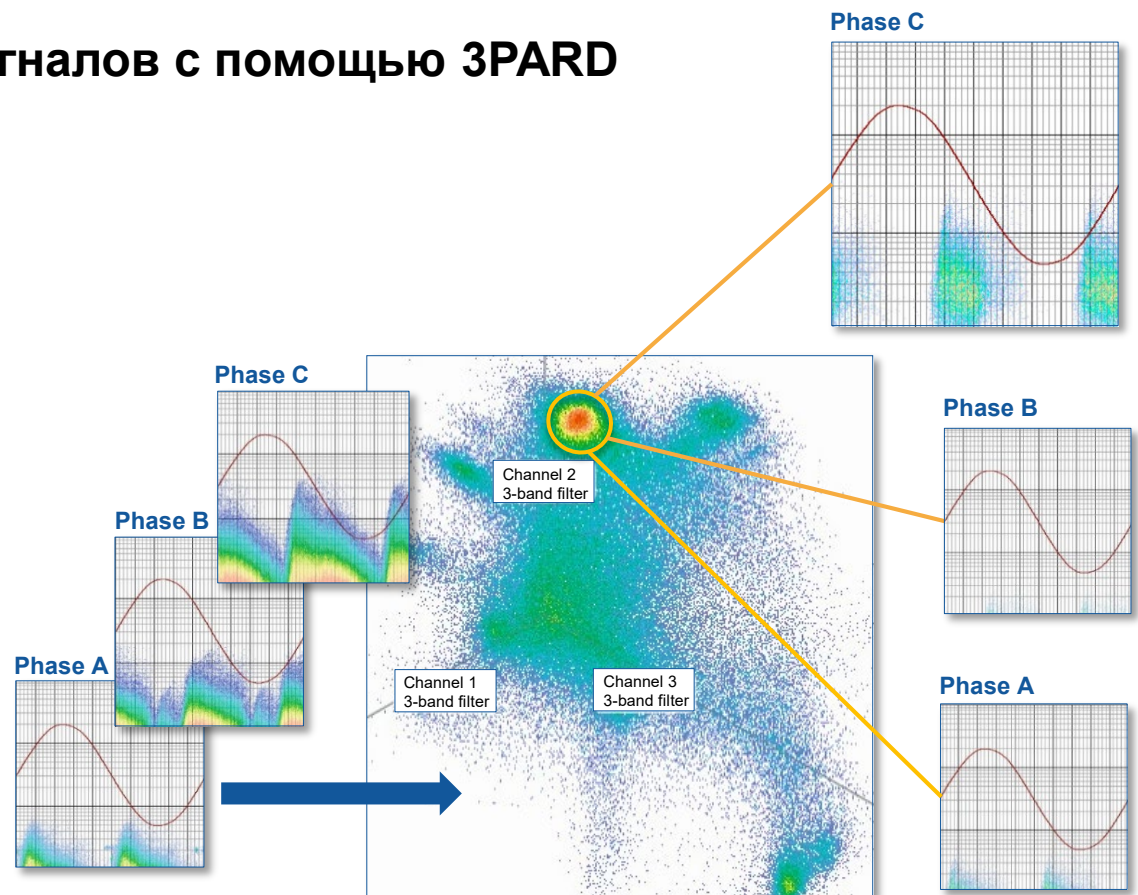 гналов с помощью 3PARD
Phase C
Phase C
Phase B
Phase B
Channel 2
3-band filter
Phase A
Channel 1
3-band filter
Channel 3
3-band filter
Phase A